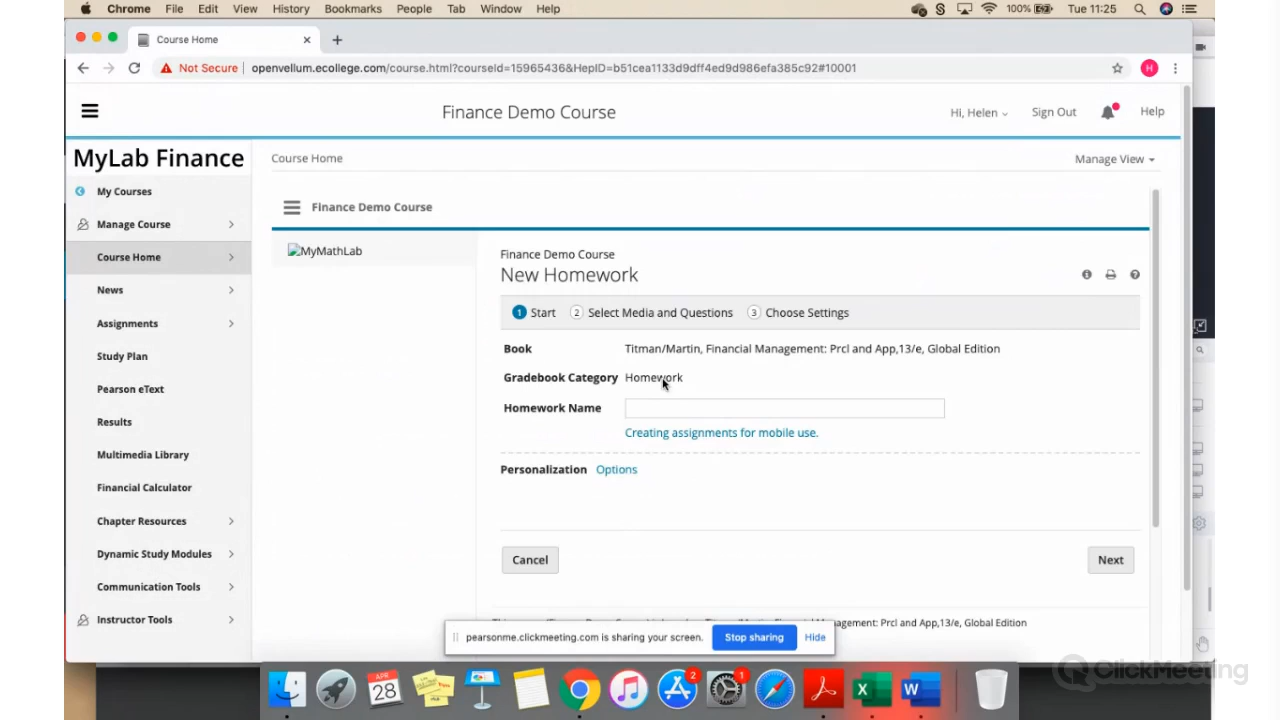 Chrome File Edit View History Bookmarks People Tab Window Help 100% Tue 11:25
Course Home
Not Secure openvellum.ecollege.com/course.html?courseId=15965436&HepID=b51cea1133d9dff4ed9d986efa385c92#10001 H
Finance Demo Course Hi, Helen Sign Out Help
MyLab Finance Course Home Manage View
My Courses
Manage Course
Course Home
News
Assignments
Study Plan
Pearson eText
Results
Multimedia Library
Financial Calculator
Chapter Resources
Dynamic Study Modules
Communication Tools
Instructor Tools
Finance Demo Course
MyMathLab
Finance Demo Course
New Homework
1 Start 2 Select Media and Questions 3 Choose Settings
Book Titman/Martin, Financial Management: Prcl and App,13/e, Global Edition
Gradebook Category Homework
Homework Name
Creating assignments for mobile use.
Personalization Options
Cancel Next
agement: Prcl and App,13/e, Global Edition
pearsonme.clickmeeting.com is sharing your screen. Stop sharing Hide
APR 28 2 1 X W
ClickMeeting